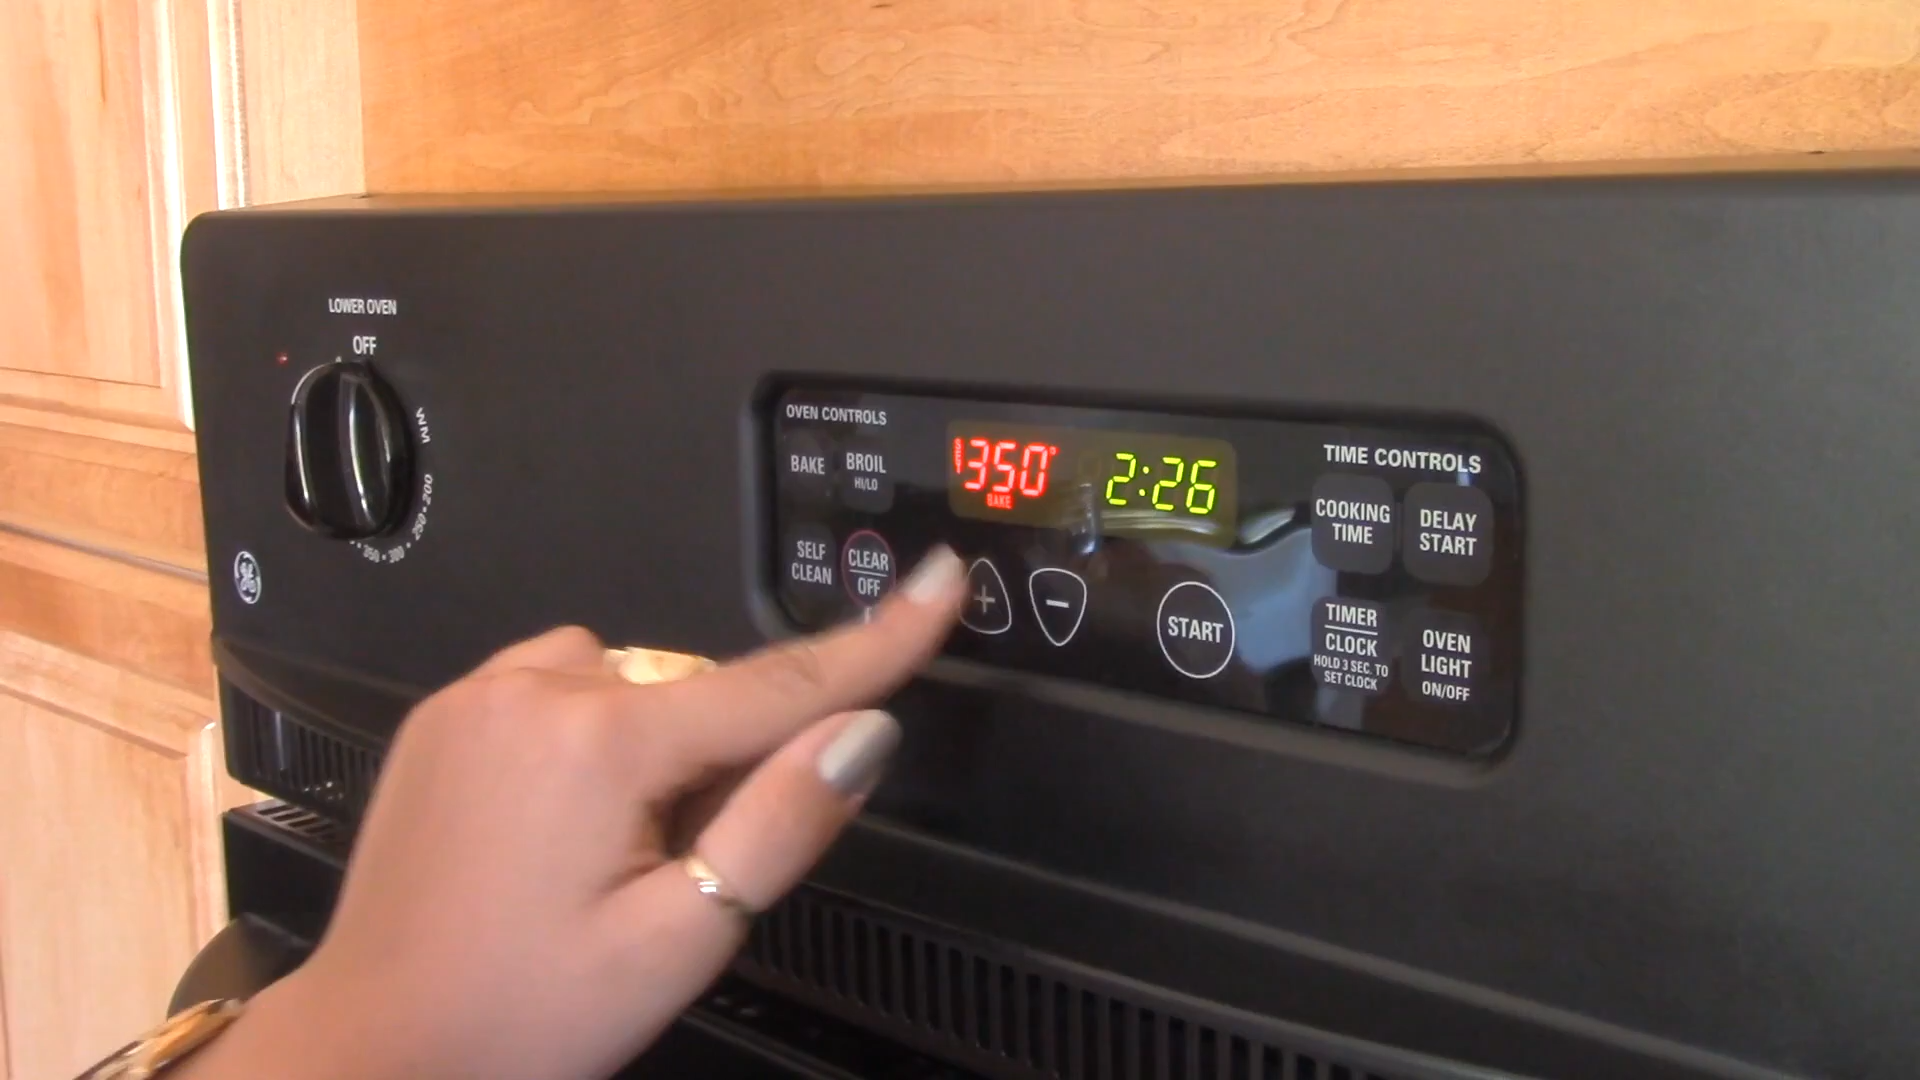 LOWER OVEN
OFF
WM
200
250
300
350
GE
OVEN CONTROLS
BAKE
BROIL
HI/LO
SELF
CLEAN
CLEAR
OFF
SET
350°
BAKE
2:26
+
−
START
TIME CONTROLS
COOKING
TIME
DELAY
START
TIMER
CLOCK
HOLD 3 SEC. TO
SET CLOCK
OVEN
LIGHT
ON/OFF